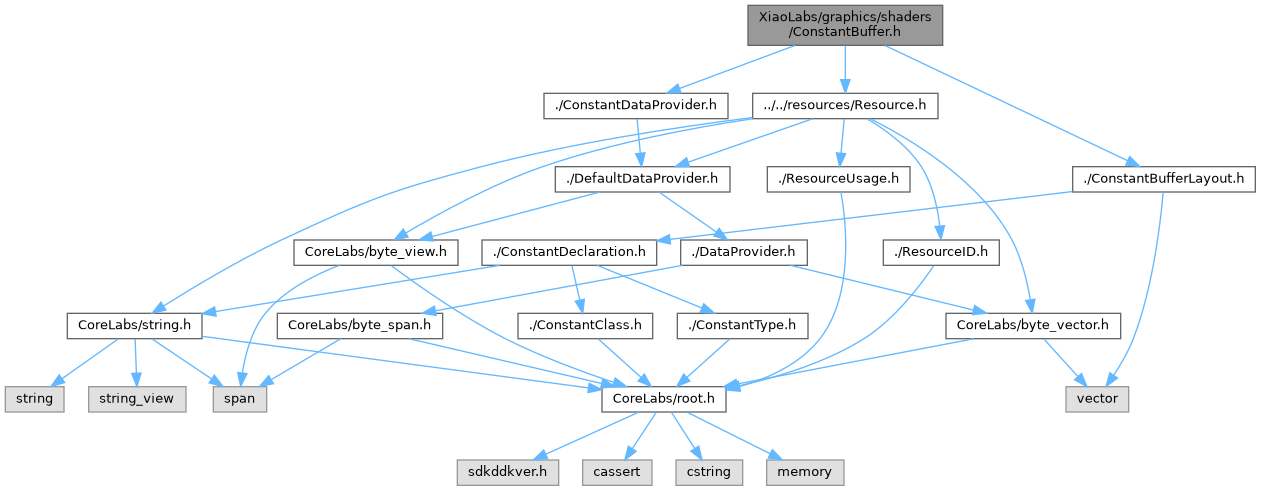 XiaoLabs/graphics/shaders
/ConstantBuffer.h
./ConstantDataProvider.h
../../resources/Resource.h
./DefaultDataProvider.h
./ResourceUsage.h
./ConstantBufferLayout.h
CoreLabs/byte_view.h
./ConstantDeclaration.h
./DataProvider.h
./ResourceID.h
CoreLabs/string.h
CoreLabs/byte_span.h
./ConstantClass.h
./ConstantType.h
CoreLabs/byte_vector.h
string
string_view
span
CoreLabs/root.h
vector
sdkddkver.h
cassert
cstring
memory